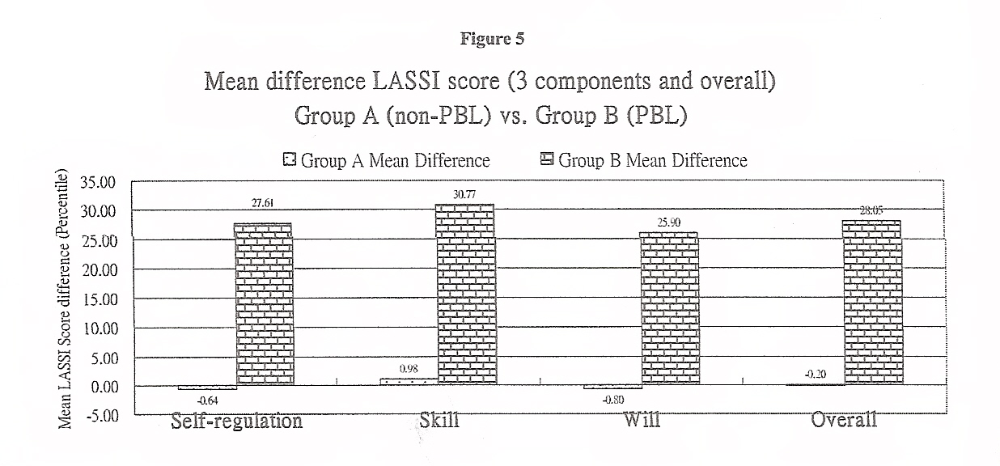 Figure 5
Mean difference LASSI score (3 components and overall)
Group A (non-PBL) vs. Group B (PBL)
Group A Mean Difference Group B Mean Difference
Mean LASSI Score difference (Percentile)
35.00
30.00
25.00
20.00
15.00
10.00
5.00
0.00
-5.00
27.61
30.77
25.90
28.05
-0.64
0.98
-0.80
-0.20
Self-regulation Skill Will Overall